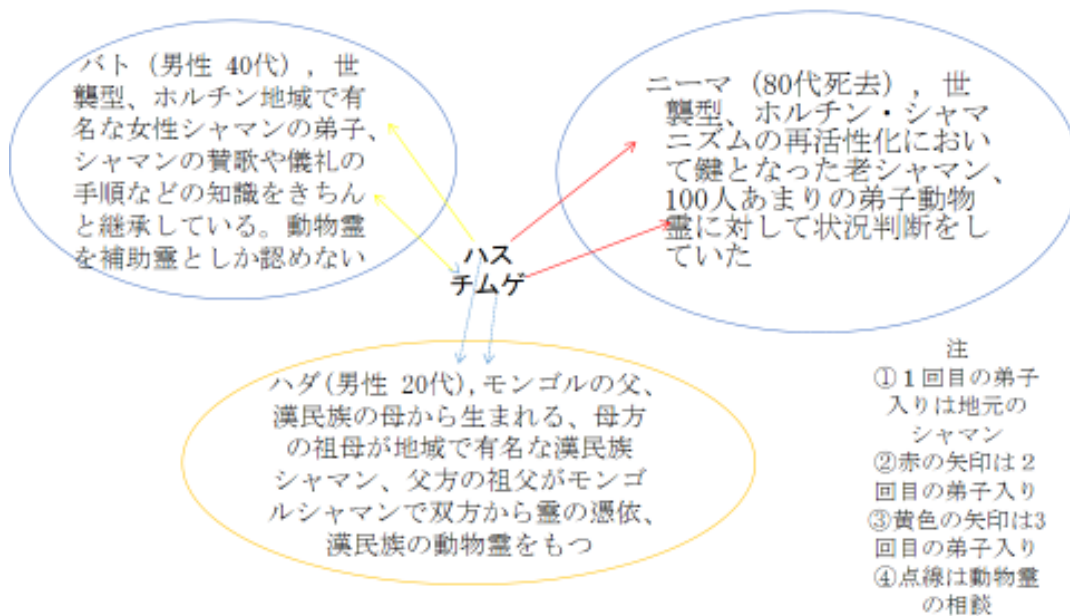 バト（男性 40代），世
襲型、ホルチン地域で有
名な女性シャマンの弟子、
シャマンの賛歌や儀礼の
手順などの知識をきちん
と継承している。動物霊
を補助霊としか認めない
ニーマ（80代死去），世
襲型、ホルチン・シャマ
ニズムの再活性化におい
て鍵となった老シャマン、
100人あまりの弟子動物
霊に対して状況判断をし
ていた
ハス
チムゲ
ハダ(男性 20代),モンゴルの父、
漢民族の母から生まれる、母方
の祖母が地域で有名な漢民族
シャマン、父方の祖父がモンゴ
ルシャマンで双方から霊の憑依、
漢民族の動物霊をもつ
注
①１回目の弟子
入りは地元の
シャマン
②赤の矢印は２
回目の弟子入り
③黄色の矢印は3
回目の弟子入り
④点線は動物霊
の相談